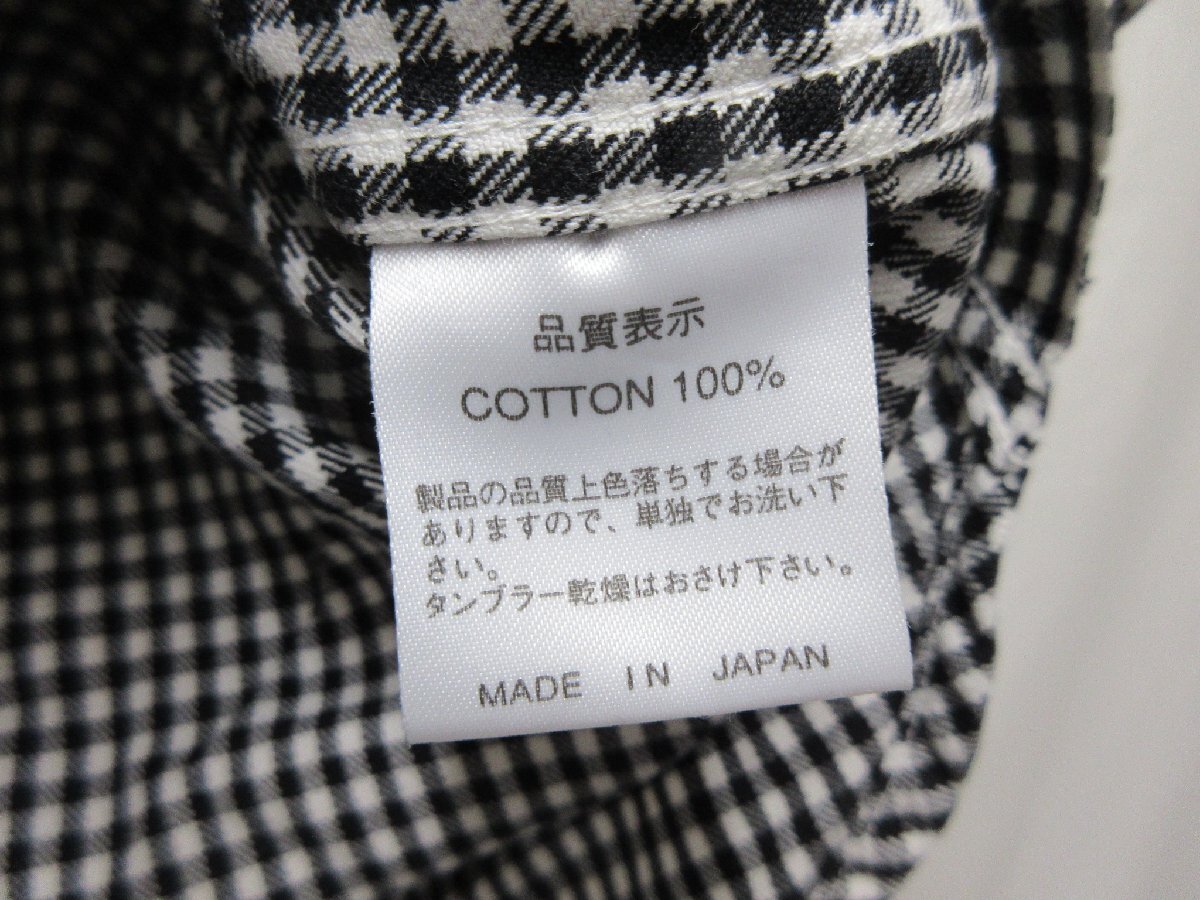 品質表示
COTTON 100%
製品の品質上色落ちする場合が
ありますので、単独でお洗い下
さい。
タンブラー乾燥はおさけ下さい。
MADE IN JAPAN